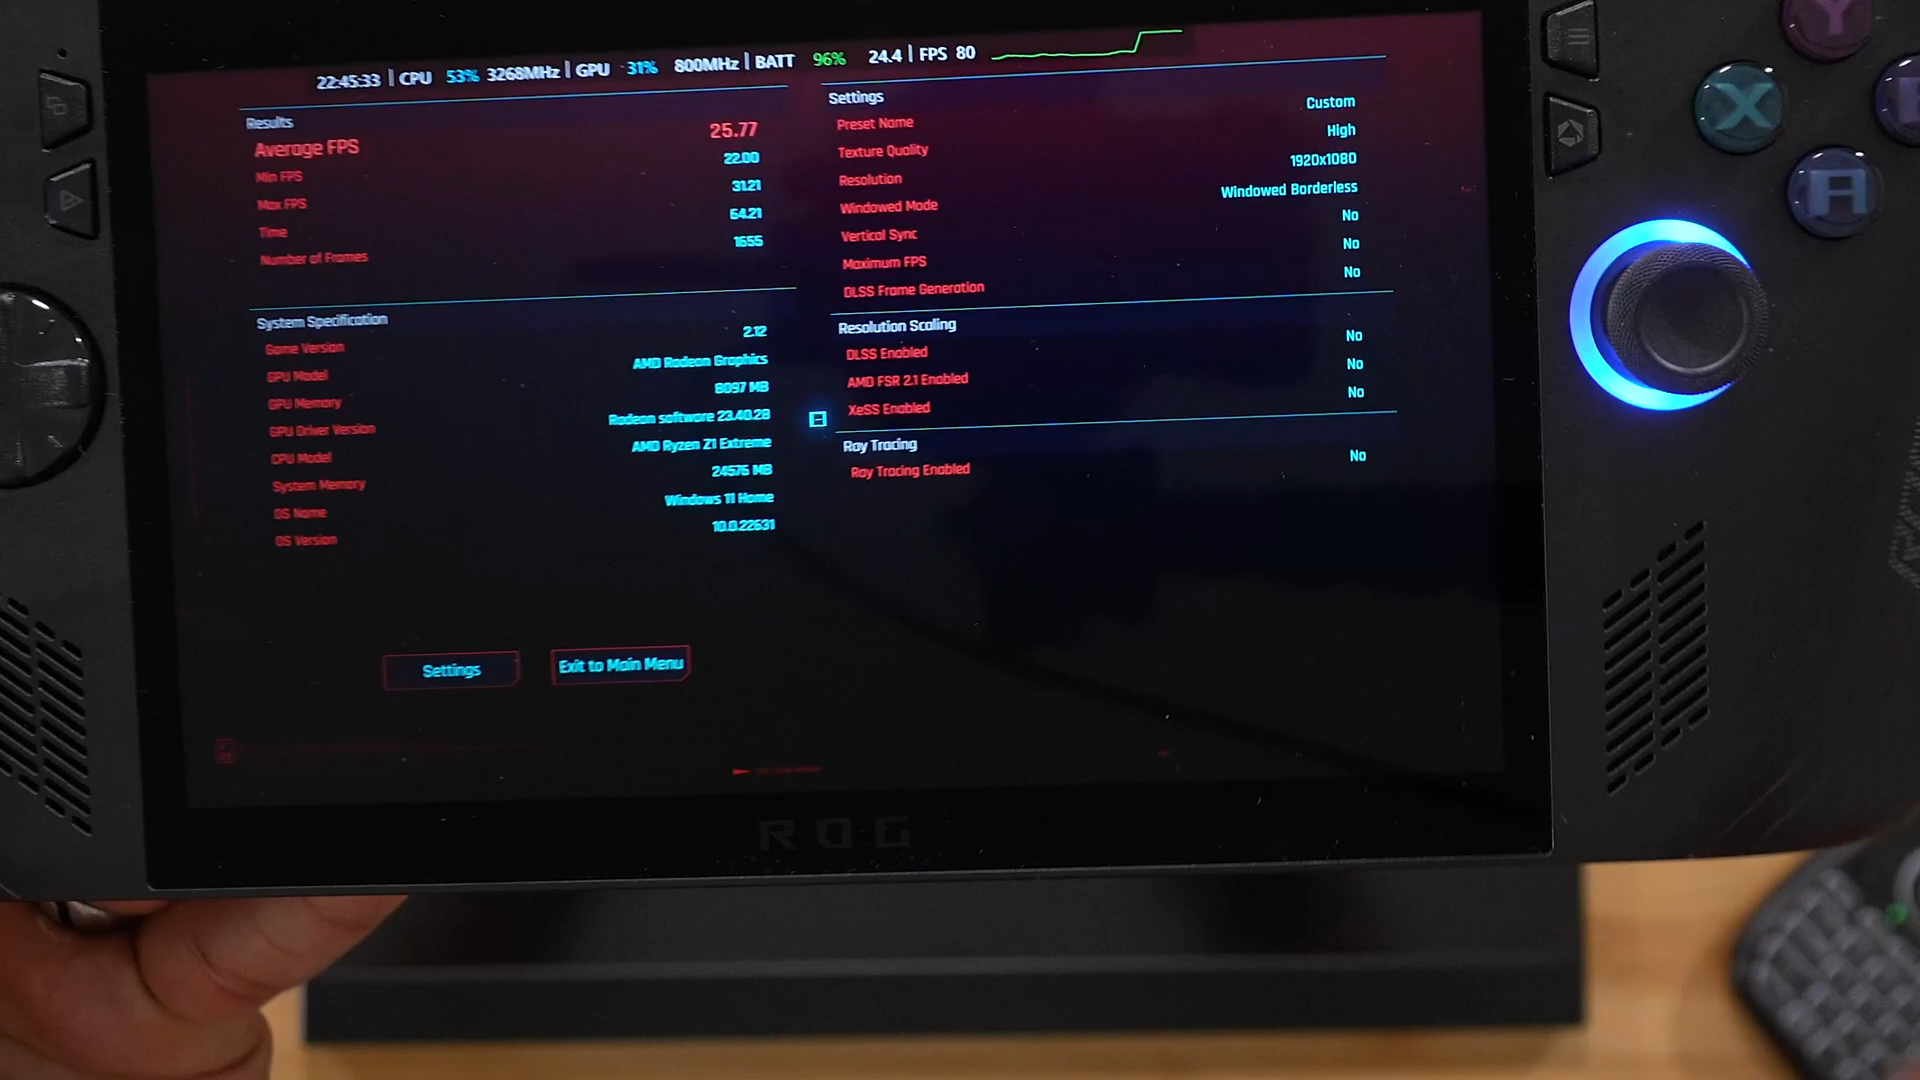 22:45:33 | CPU 53% 3268MHz | GPU 31% 800MHz | BATT 96% 24.4 | FPS 80
Results
Average FPS 25.77
Min FPS 22.00
Max FPS 31.21
Time 64.21
Number of Frames 1655
System Specification
Game Version 2.12
GPU Model AMD Radeon Graphics
GPU Memory 8097 MB
GPU Driver Version Radeon software 23.40.28
CPU Model AMD Ryzen Z1 Extreme
System Memory 24576 MB
OS Name Windows 11 Home
OS Version 10.0.22631
Settings
Preset Name Custom
Texture Quality High
Resolution 1920x1080
Windowed Mode Windowed Borderless
Vertical Sync No
Maximum FPS No
DLSS Frame Generation No
Resolution Scaling
DLSS Enabled No
AMD FSR 2.1 Enabled No
XeSS Enabled No
Ray Tracing
Ray Tracing Enabled No
Settings
Exit to Main Menu
ROG
Y
X
A